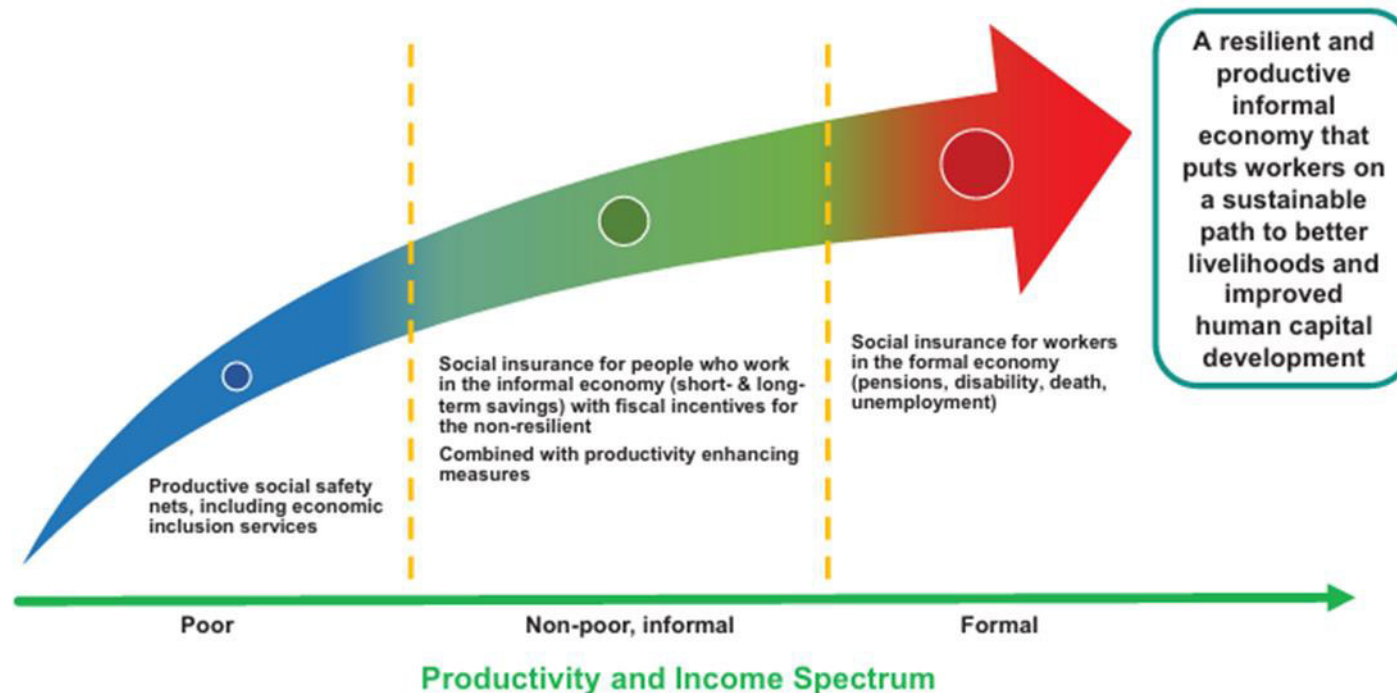 A resilient and
productive
informal
economy that
puts workers on
a sustainable
path to better
livelihoods and
improved
human capital
development
Productive social safety
nets, including economic
inclusion services
Social insurance for people who work
in the informal economy (short- & long-
term savings) with fiscal incentives for
the non-resilient
Combined with productivity enhancing
measures
Social insurance for workers
in the formal economy
(pensions, disability, death,
unemployment)
Poor
Non-poor, informal
Formal
Productivity and Income Spectrum